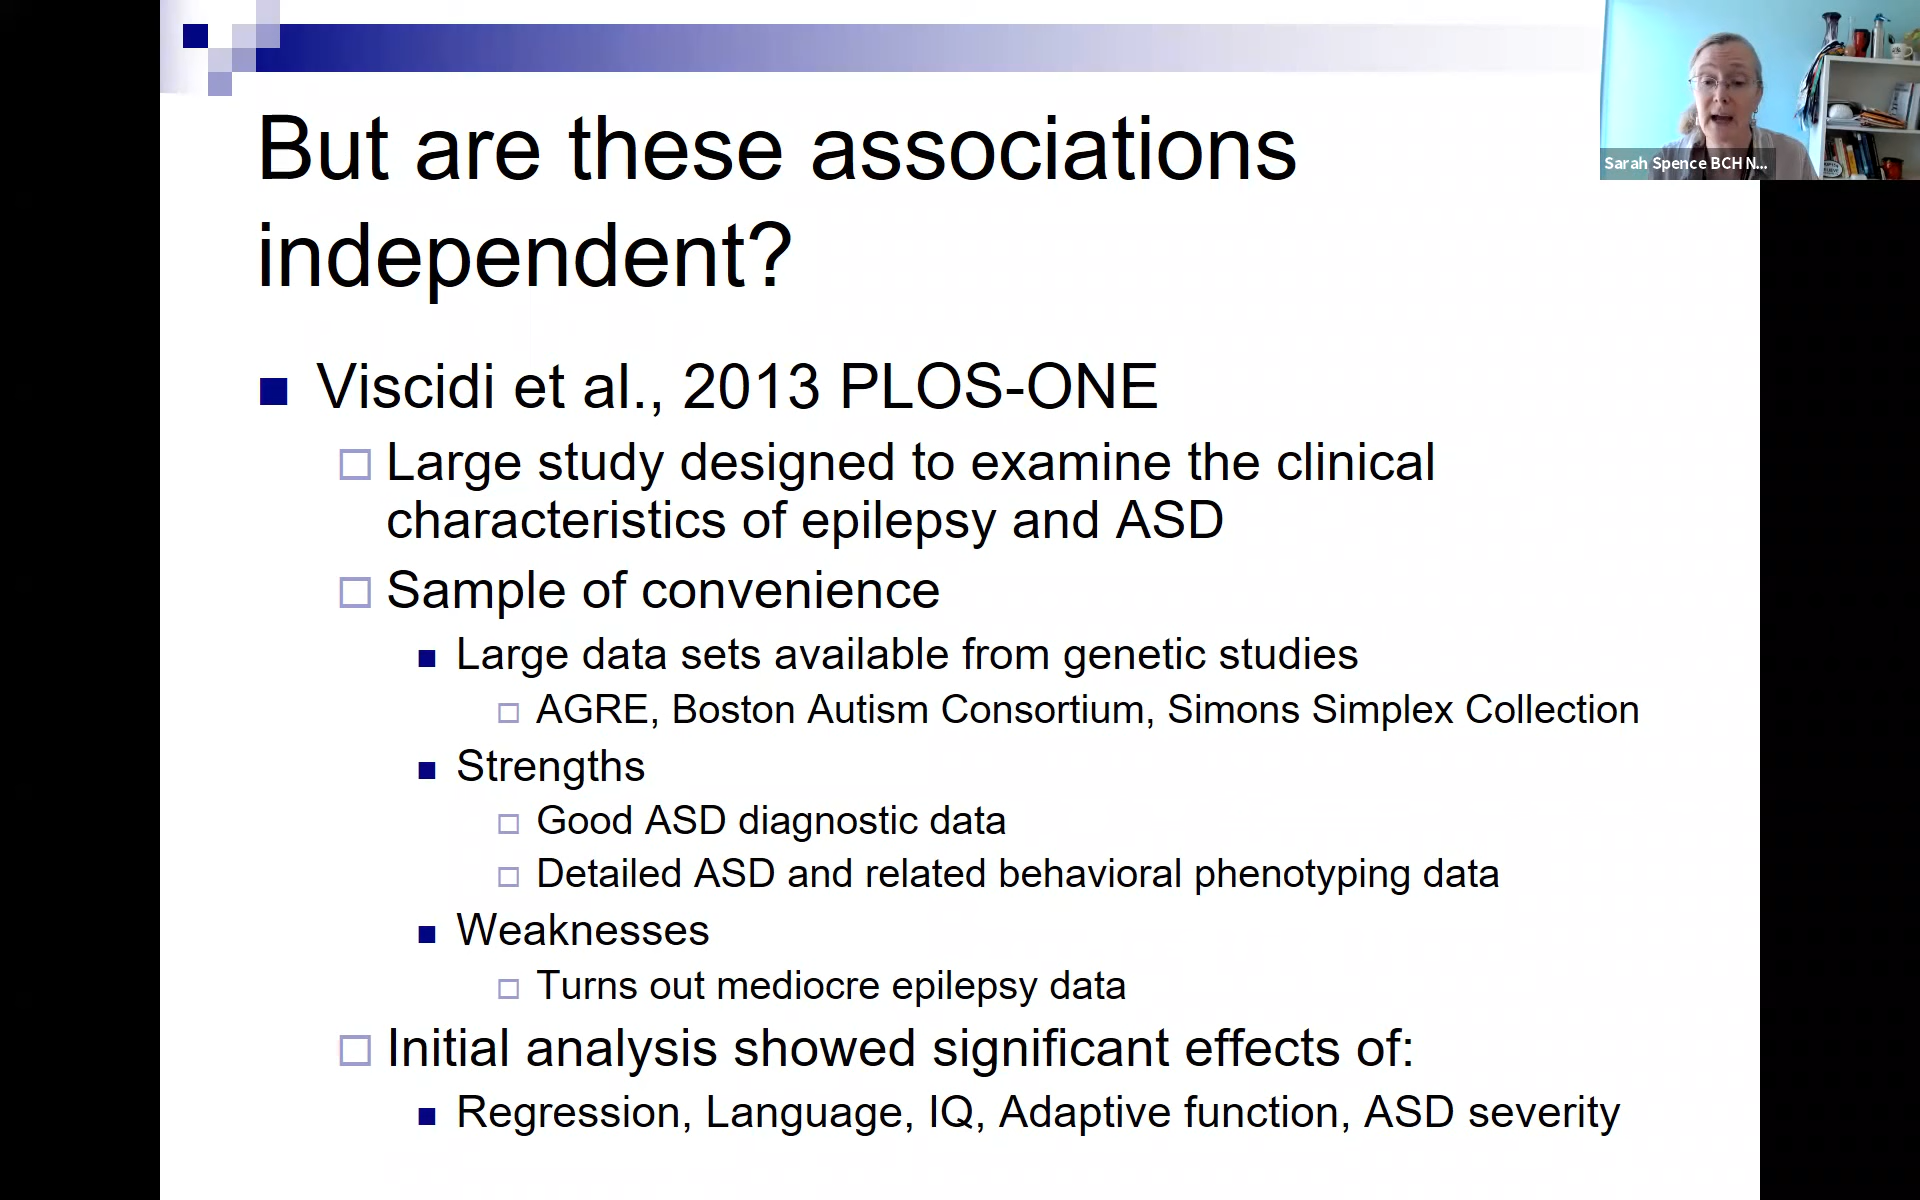 But are these associations
independent?
Viscidi et al., 2013 PLOS-ONE
Large study designed to examine the clinical
characteristics of epilepsy and ASD
Sample of convenience
Large data sets available from genetic studies
AGRE, Boston Autism Consortium, Simons Simplex Collection
Strengths
Good ASD diagnostic data
Detailed ASD and related behavioral phenotyping data
Weaknesses
Turns out mediocre epilepsy data
Initial analysis showed significant effects of:
Regression, Language, IQ, Adaptive function, ASD severity
Sarah Spence BCH N...